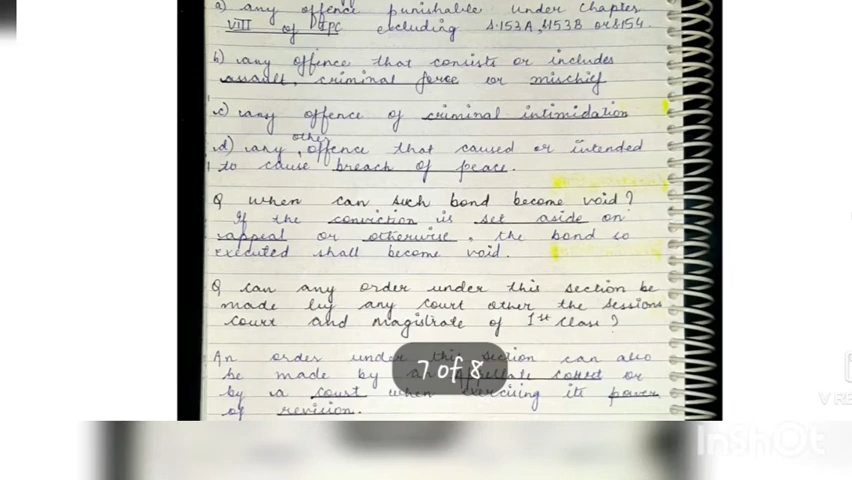 a) any offence punishable under Chapter
VIII of IPC excluding S.153A, S153B or S.154.
b) any offence that consists or includes
assault, criminal force or mischief
c) any offence of criminal intimidation
d) any other offence that caused or intended
to cause breach of peace.
Q when can such bond become void?
If the conviction is set aside on
appeal or otherwise, the bond so
executed shall become void.
Q can any order under this section be
made by any court other the sessions
court and magistrate of 1st class?
An order under this section can also
be made by a appellate court or
by a court when exercising its power
of revision.
7 of 8
InShOt